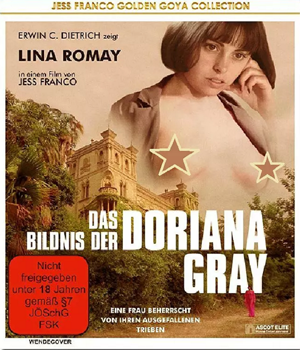 JESS FRANCO GOLDEN GOYA COLLECTION
ERWIN C. DIETRICH zeigt
LINA ROMAY
in einem Film von
JESS FRANCO
DAS
BILDNIS DER
DORIANA
GRAY
Nicht
freigegeben
unter 18 Jahren
gemäß §7
JÖSchG
FSK
EINE FRAU BEHERRSCHT
VON IHREN AUSGEFALLENEN
TRIEBEN
ASCOT ELITE
WENDECOVER